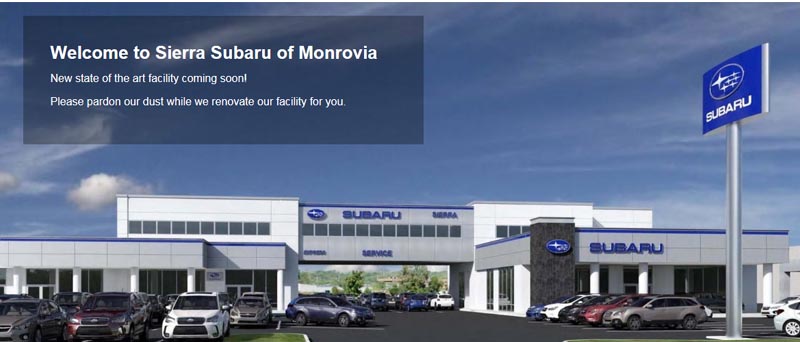 Welcome to Sierra Subaru of Monrovia
New state of the art facility coming soon!
Please pardon our dust while we renovate our facility for you.
SUBARU
SUBARU SIERRA
EXPRESS SERVICE
SUBARU